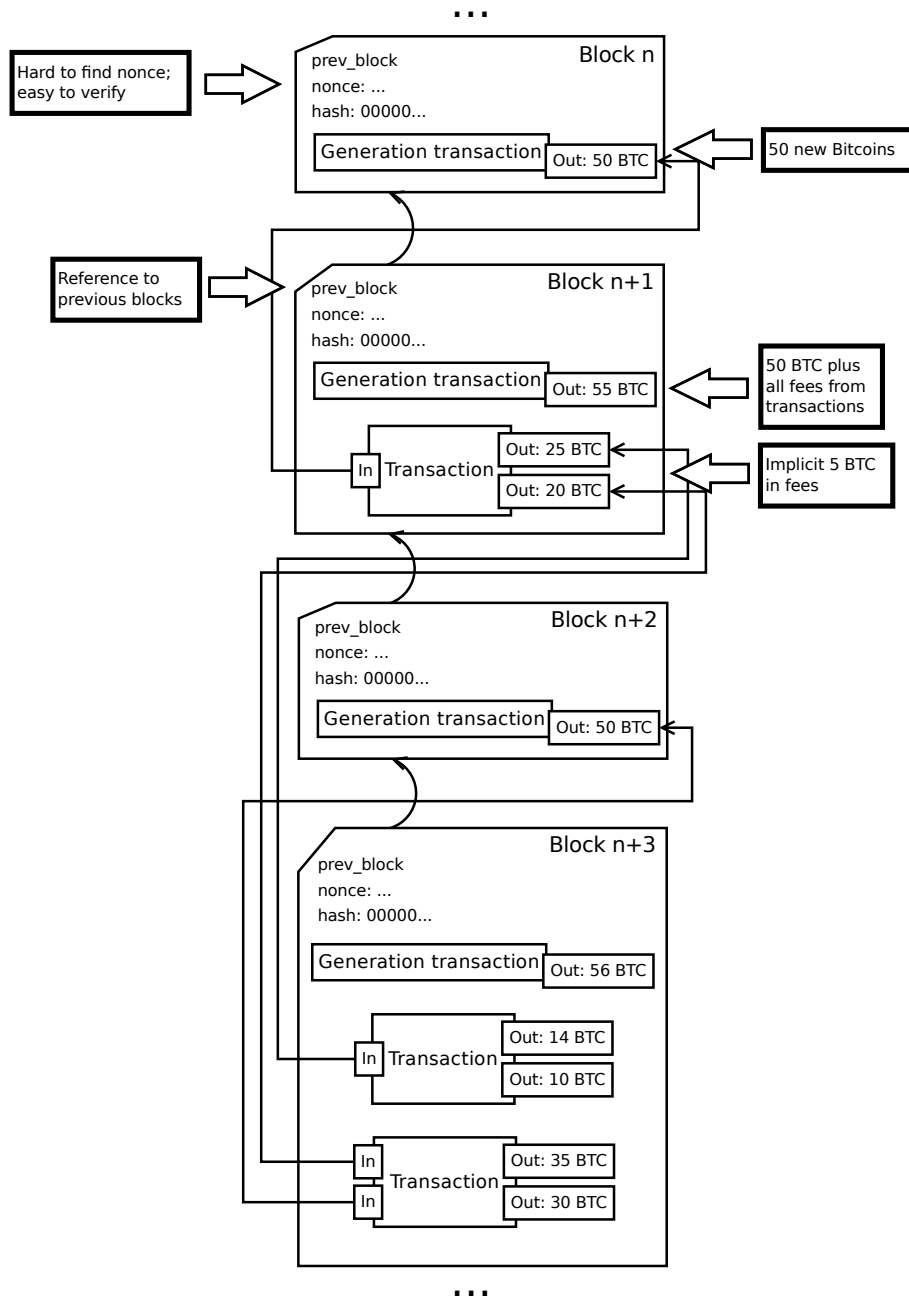 ...
Hard to find nonce;
easy to verify
Block n
prev_block
nonce: ...
hash: 00000...
Generation transaction
Out: 50 BTC
50 new Bitcoins
Reference to
previous blocks
Block n+1
prev_block
nonce: ...
hash: 00000...
Generation transaction
Out: 55 BTC
50 BTC plus
all fees from
transactions
In
Transaction
Out: 25 BTC
Out: 20 BTC
Implicit 5 BTC
in fees
Block n+2
prev_block
nonce: ...
hash: 00000...
Generation transaction
Out: 50 BTC
Block n+3
prev_block
nonce: ...
hash: 00000...
Generation transaction
Out: 56 BTC
In
Transaction
Out: 14 BTC
Out: 10 BTC
In
In
Transaction
Out: 35 BTC
Out: 30 BTC
...